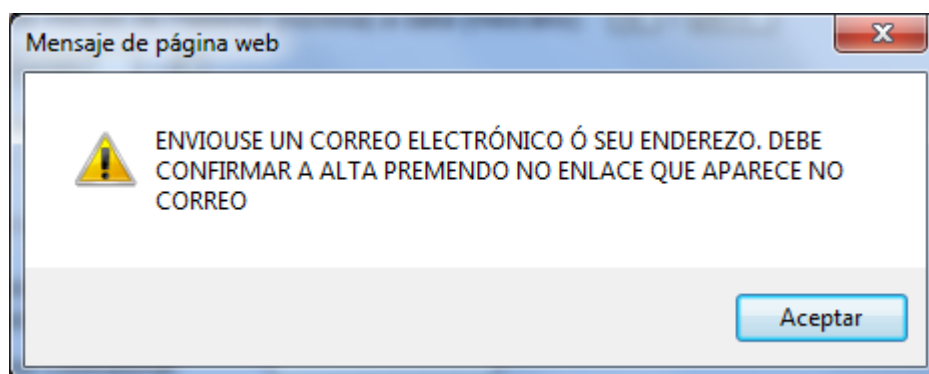 Mensaje de página web
ENVIOUSE UN CORREO ELECTRÓNICO Ó SEU ENDEREZO. DEBE
CONFIRMAR A ALTA PREMENDO NO ENLACE QUE APARECE NO
CORREO
Aceptar